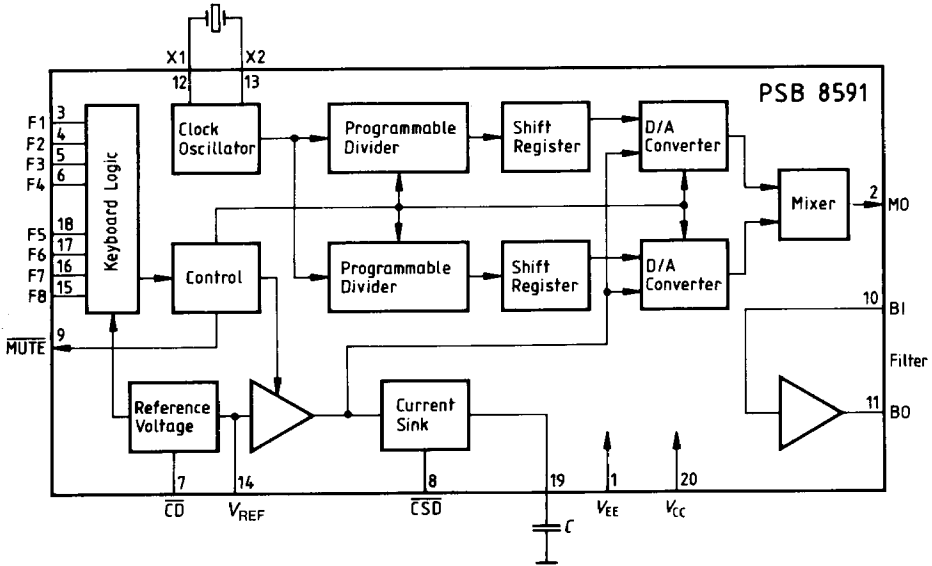 X1 X2
12 13
PSB 8591
F1 3
F2 4
F3 5
F4 6
F5 18
F6 17
F7 16
F8 15
MUTE 9
Keyboard Logic
Clock
Oscillator
Programmable
Divider
Shift
Register
D/A
Converter
Mixer
2 MO
Control
Programmable
Divider
Shift
Register
D/A
Converter
10 BI
Filter
11 BO
Reference
Voltage
Current
Sink
7 14 8 19 1 20
CD VREF CSD C VEE VCC